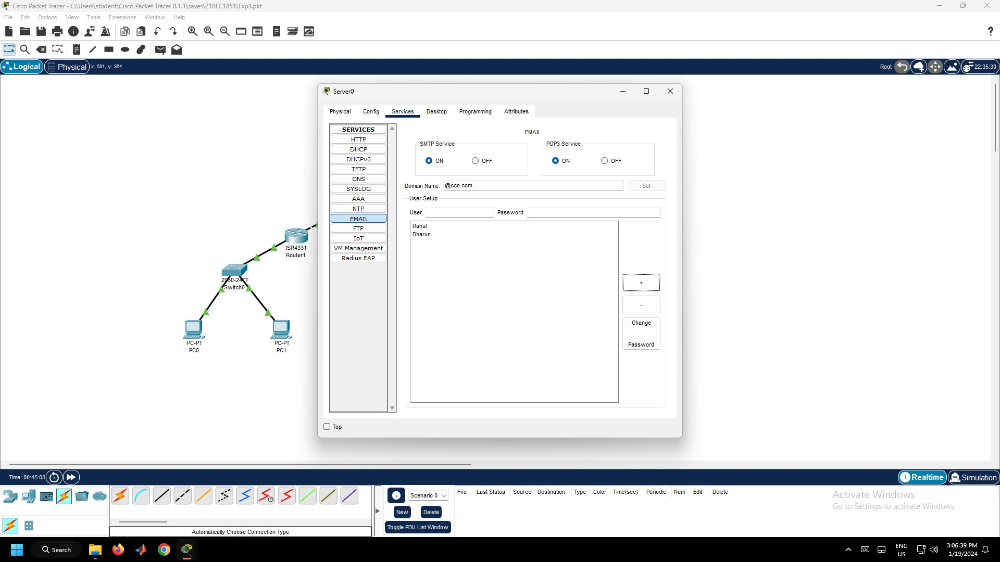 Cisco Packet Tracer - C:\Users\student\Cisco Packet Tracer 8.1.1\saves\21BEC1851\Exp3.pkt
File Edit Options View Tools Extensions Window Help
?
Logical Physical x: 581, y: 364 Root 22:35:30
Server0
Physical Config Services Desktop Programming Attributes
SERVICES
HTTP
DHCP
DHCPv6
TFTP
DNS
SYSLOG
AAA
NTP
EMAIL
FTP
IoT
VM Management
Radius EAP
EMAIL
SMTP Service POP3 Service
ON OFF ON OFF
Domain Name: @ccn.com Set
User Setup
User Password
Rahul
Dharun
+
-
Change
Password
Top
ISR4331
Router1
2960-24TT
Switch0
PC-PT
PC0
PC-PT
PC1
Time: 00:45:03 Realtime Simulation
Scenario 0
New Delete
Toggle PDU List Window
Fire Last Status Source Destination Type Color Time(sec) Periodic Num Edit Delete
Automatically Choose Connection Type
Activate Windows
Go to Settings to activate Windows.
Search
ENG
US
3:06:39 PM
1/19/2024